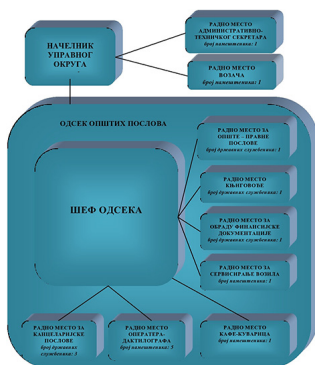 РАДНО МЕСТО
АДМИНИСТРАТИВНО-
ТЕХНИЧКОГ СЕКРЕТАРА
број намештеника: 1
НАЧЕЛНИК
УПРАВНОГ
ОКРУГА
РАДНО МЕСТО
ВОЗАЧА
број намештеника: 1
ОДСЕК ОПШТИХ ПОСЛОВА
РАДНО МЕСТО ЗА
ОПШТЕ – ПРАВНЕ
ПОСЛОВЕ
број државних службеника: 1
РАДНО МЕСТО
КЊИГОВОЂЕ
број државних службеника: 1
ШЕФ ОДСЕКА
РАДНО МЕСТО ЗА
ОБРАДУ ФИНАНСИЈСКЕ
ДОКУМЕНТАЦИЈЕ
број државних службеника: 1
РАДНО МЕСТО ЗА
СЕРВИСИРАЊЕ ВОЗИЛА
број намештеника: 1
РАДНО МЕСТО ЗА
КАНЦЕЛАРИЈСКЕ
ПОСЛОВЕ
број државних
службеника: 3
РАДНО МЕСТО
ОПЕРАТЕРА-
ДАКТИЛОГРАФА
број намештеника: 3
РАДНО МЕСТО
КАФЕ-КУВАРИЦА
број намештеника: 1